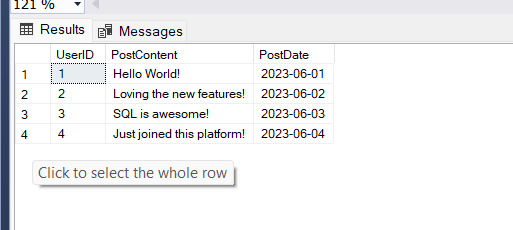 121 %
Results Messages
UserID PostContent PostDate
1 1 Hello World! 2023-06-01
2 2 Loving the new features! 2023-06-02
3 3 SQL is awesome! 2023-06-03
4 4 Just joined this platform! 2023-06-04
Click to select the whole row